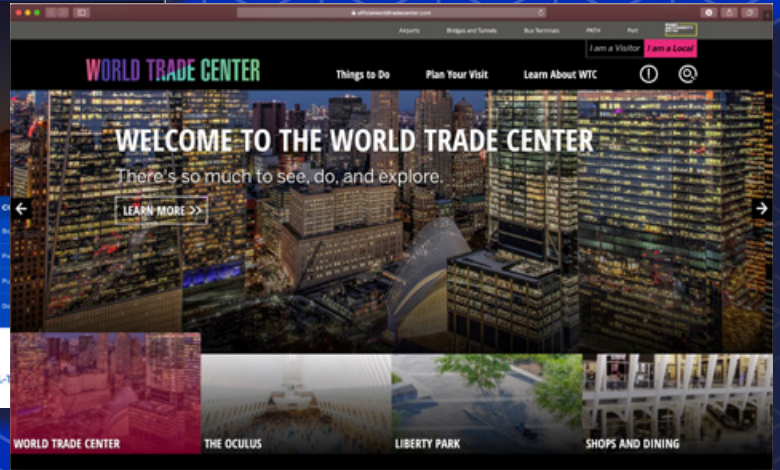 officialworldtradecenter.com
Airports Bridges and Tunnels Bus Terminals PATH Port
I am a Visitor I am a Local
WORLD TRADE CENTER
Things to Do Plan Your Visit Learn About WTC
WELCOME TO THE WORLD TRADE CENTER
There's so much to see, do, and explore.
LEARN MORE >>
WORLD TRADE CENTER
THE OCULUS
LIBERTY PARK
SHOPS AND DINING